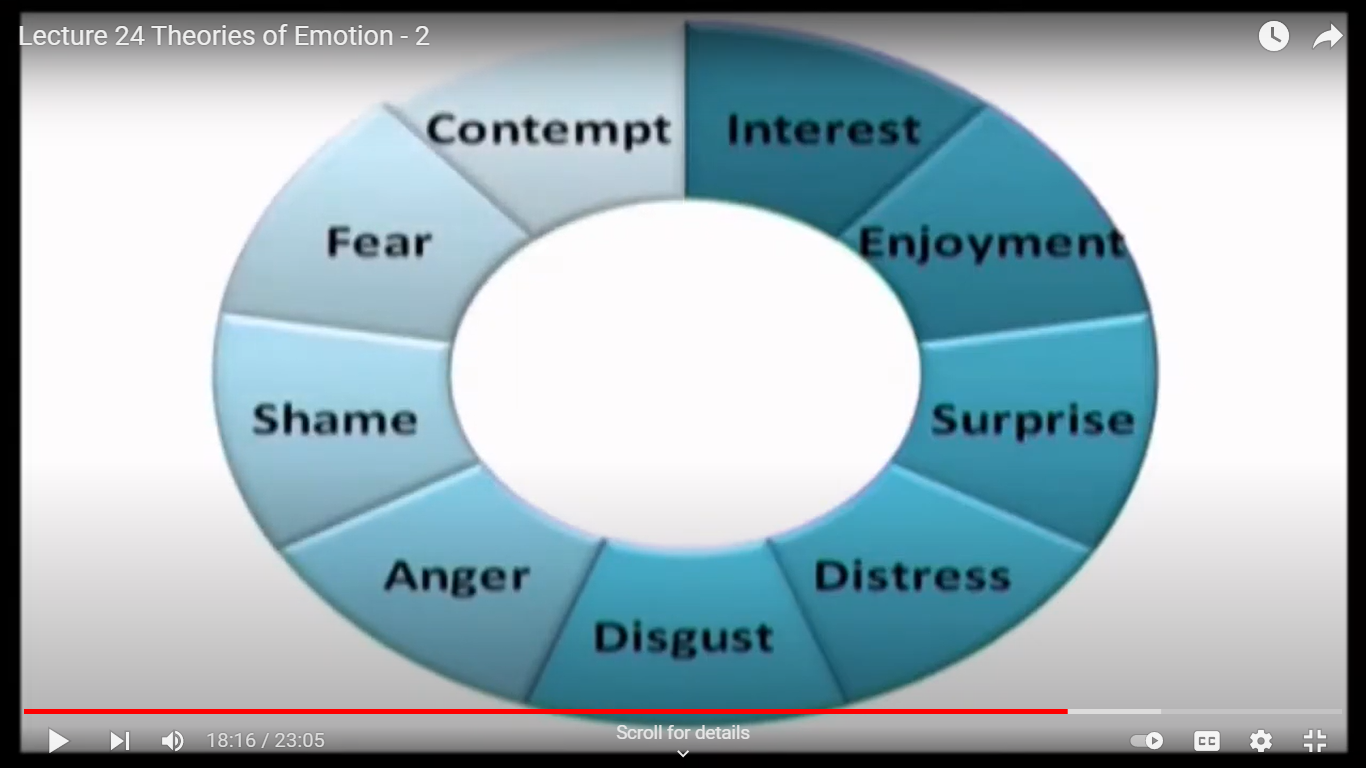 Lecture 24 Theories of Emotion - 2
Contempt
Interest
Fear
Enjoyment
Shame
Surprise
Anger
Distress
Disgust
Scroll for details
18:16 / 23:05
CC